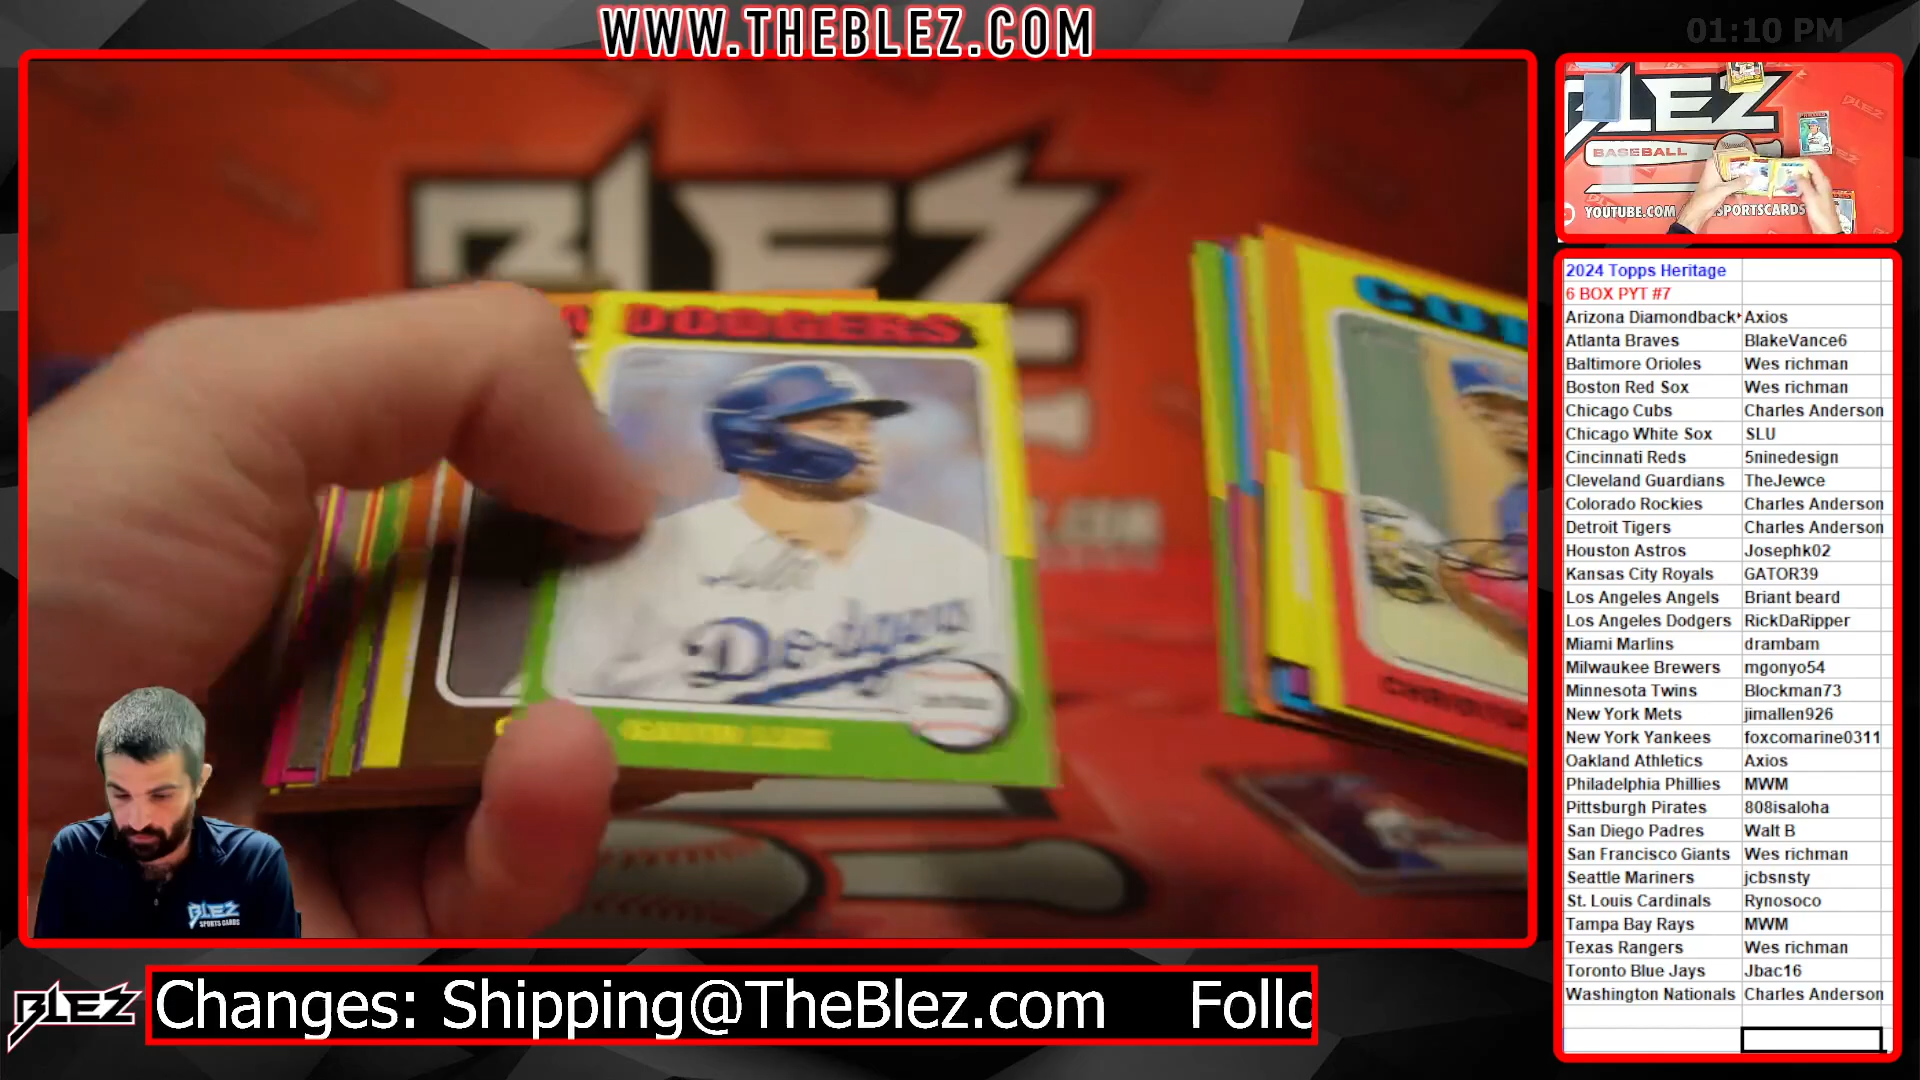 WWW.THEBLEZ.COM
01:10 PM
BLEZ
DODGERS
Dodgers
BLEZ
SPORTS CARDS
BLEZ
BASEBALL
YOUTUBE.COM
SPORTSCARDS
2024 Topps Heritage
6 BOX PYT #7
Arizona Diamondback Axios
Atlanta Braves BlakeVance6
Baltimore Orioles Wes richman
Boston Red Sox Wes richman
Chicago Cubs Charles Anderson
Chicago White Sox SLU
Cincinnati Reds 5ninedesign
Cleveland Guardians TheJewce
Colorado Rockies Charles Anderson
Detroit Tigers Charles Anderson
Houston Astros Josephk02
Kansas City Royals GATOR39
Los Angeles Angels Briant beard
Los Angeles Dodgers RickDaRipper
Miami Marlins drambam
Milwaukee Brewers mgonyo54
Minnesota Twins Blockman73
New York Mets jimallen926
New York Yankees foxcomarine0311
Oakland Athletics Axios
Philadelphia Phillies MWM
Pittsburgh Pirates 808isaloha
San Diego Padres Walt B
San Francisco Giants Wes richman
Seattle Mariners jcbsnsty
St. Louis Cardinals Rynosoco
Tampa Bay Rays MWM
Texas Rangers Wes richman
Toronto Blue Jays Jbac16
Washington Nationals Charles Anderson
BLEZ
Changes: Shipping@TheBlez.com Follo